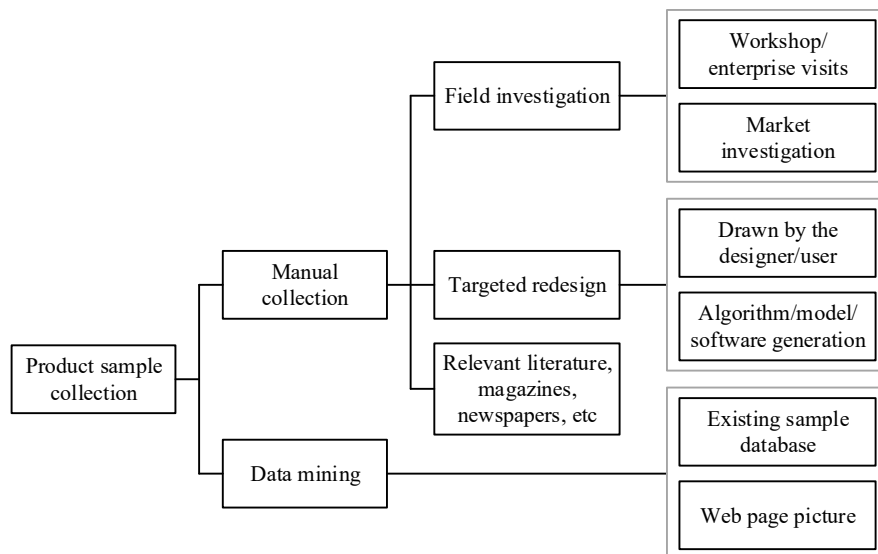 Product sample
collection
Manual
collection
Data mining
Field investigation
Targeted redesign
Relevant literature,
magazines,
newspapers, etc
Workshop/
enterprise visits
Market
investigation
Drawn by the
designer/user
Algorithm/model/
software generation
Existing sample
database
Web page picture